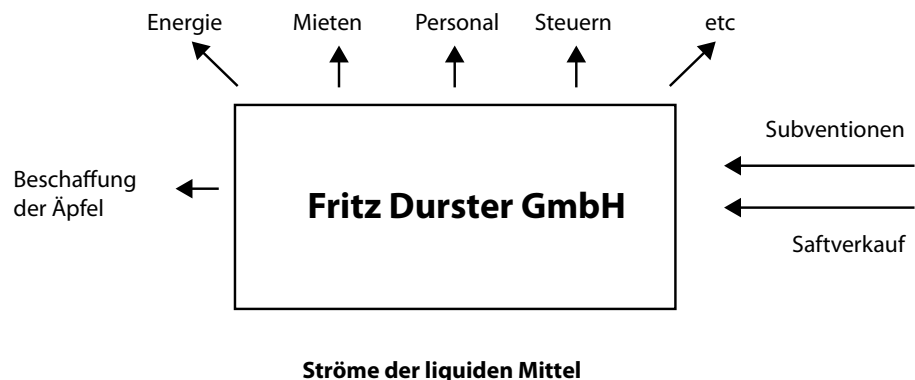 Energie Mieten Personal Steuern etc
Subventionen
Beschaffung
der Äpfel
Fritz Durster GmbH
Saftverkauf
Ströme der liquiden Mittel